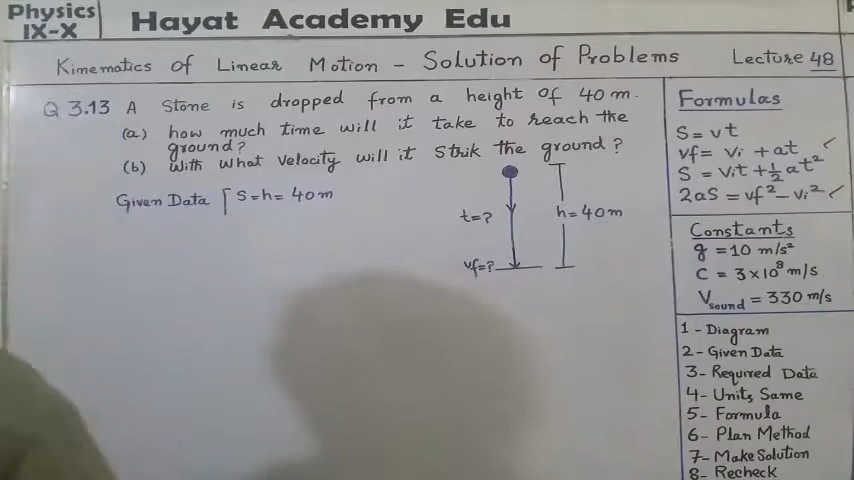 Physics
IX-X
Hayat Academy Edu
Kinematics of Linear Motion - Solution of Problems
Lecture 48
Q 3.13 A Stone is dropped from a height of 40 m.
(a) how much time will it take to reach the
ground?
(b) With what velocity will it Strik the ground?
Given Data [ S=h= 40m
t=?
h=40m
vf=?
Formulas
S=vt
vf= vi +at
S = vit+½at²
2aS=vf²-vi²
Constants
g =10 m/s²
C = 3×10⁸ m/s
Vsound = 330 m/s
1 - Diagram
2 - Given Data
3 - Required Data
4 - Units Same
5 - Formula
6 - Plan Method
7 - Make Solution
8 - Recheck